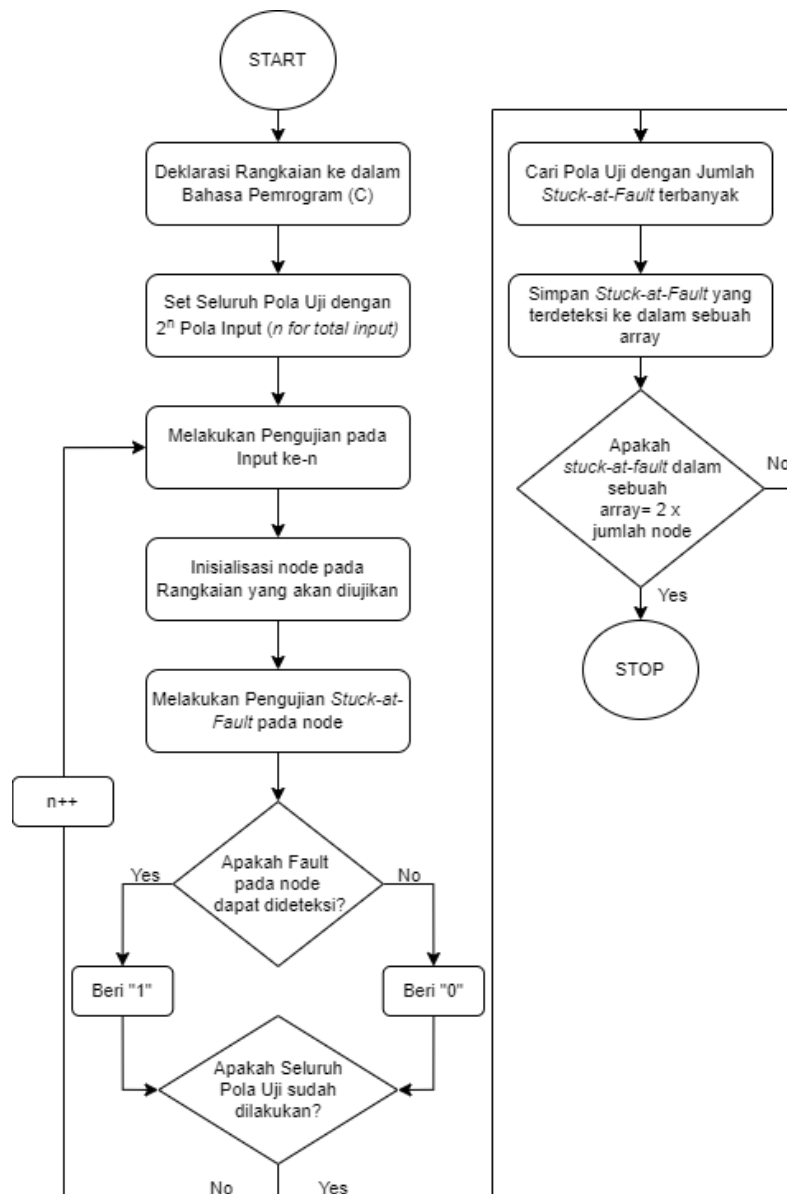 START
Deklarasi Rangkaian ke dalam
Bahasa Pemrogram (C)
Set Seluruh Pola Uji dengan
2ⁿ Pola Input (n for total input)
Melakukan Pengujian pada
Input ke-n
Inisialisasi node pada
Rangkaian yang akan diujikan
Melakukan Pengujian Stuck-at-
Fault pada node
n++
Apakah Fault
pada node
dapat dideteksi?
Yes
No
Beri "1"
Beri "0"
Apakah Seluruh
Pola Uji sudah
dilakukan?
No
Yes
Cari Pola Uji dengan Jumlah
Stuck-at-Fault terbanyak
Simpan Stuck-at-Fault yang
terdeteksi ke dalam sebuah
array
Apakah
stuck-at-fault dalam
sebuah
array= 2 x
jumlah node
No
Yes
STOP